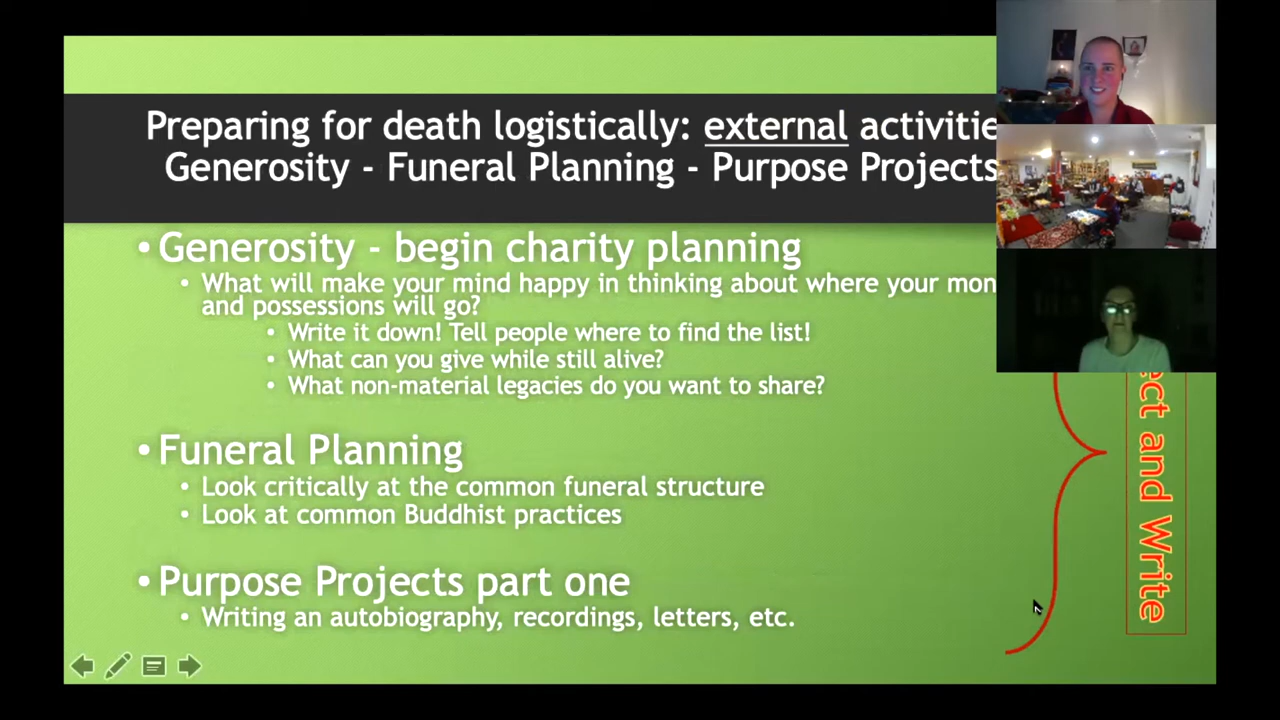 Preparing for death logistically: external activitie
Generosity - Funeral Planning - Purpose Projects
• Generosity - begin charity planning
• What will make your mind happy in thinking about where your mon
and possessions will go?
• Write it down! Tell people where to find the list!
• What can you give while still alive?
• What non-material legacies do you want to share?
• Funeral Planning
• Look critically at the common funeral structure
• Look at common Buddhist practices
• Purpose Projects part one
• Writing an autobiography, recordings, letters, etc.
ect and Write